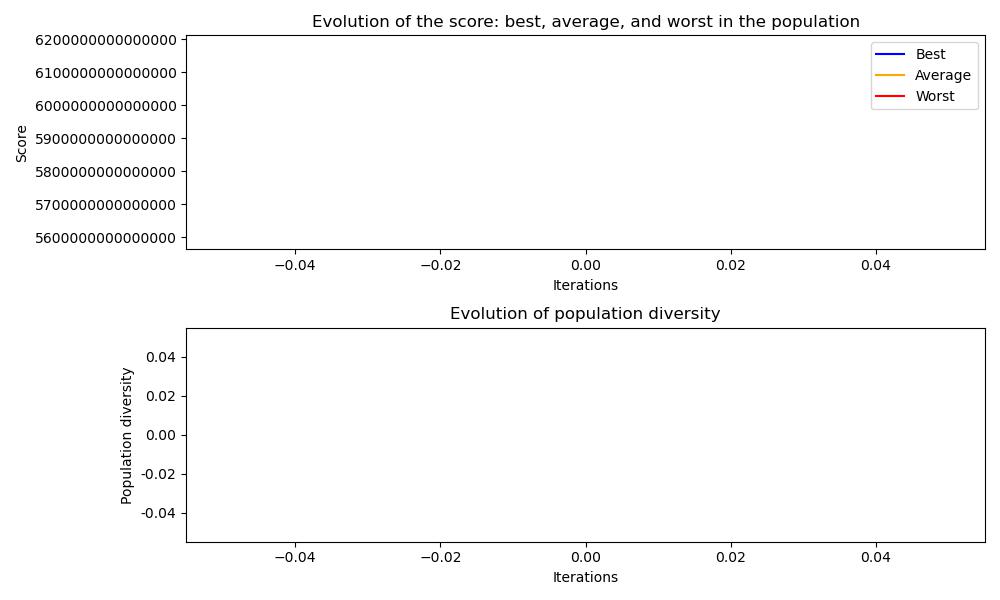 Evolution of the score: best, average, and worst in the population
Score
6200000000000000
6100000000000000
6000000000000000
5900000000000000
5800000000000000
5700000000000000
5600000000000000
Best
Average
Worst
−0.04 −0.02 0.00 0.02 0.04
Iterations
Evolution of population diversity
Population diversity
0.04
0.02
0.00
-0.02
-0.04
−0.04 −0.02 0.00 0.02 0.04
Iterations